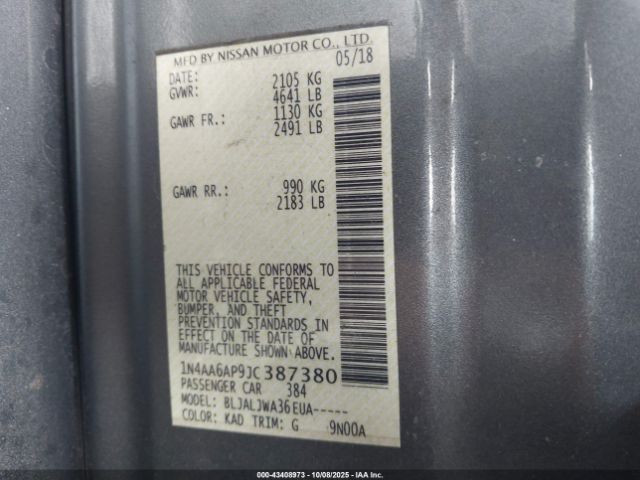 MFD BY NISSAN MOTOR CO., LTD.
DATE: 05/18
GVWR: 2105 KG
4641 LB
GAWR FR.: 1130 KG
2491 LB
GAWR RR.: 990 KG
2183 LB
THIS VEHICLE CONFORMS TO
ALL APPLICABLE FEDERAL
MOTOR VEHICLE SAFETY,
BUMPER, AND THEFT
PREVENTION STANDARDS IN
EFFECT ON THE DATE OF
MANUFACTURE SHOWN ABOVE.
1N4AA6AP9JC387380
PASSENGER CAR 384
MODEL: BLJALJWA36EUA-----
COLOR: KAD TRIM: G 9N00A
000-43408973 | 10/08/2025 | IAA Inc.